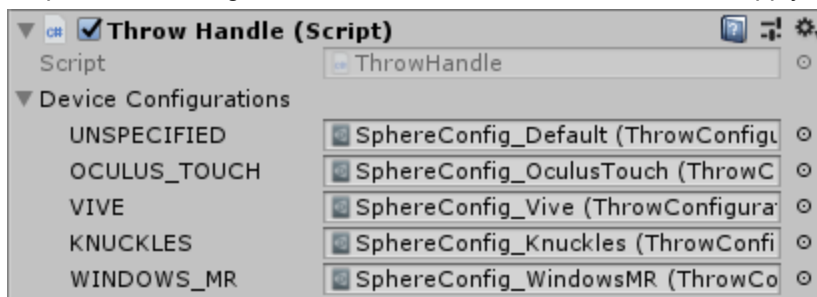 Throw Handle (Script)
Script ThrowHandle
Device Configurations
UNSPECIFIED SphereConfig_Default (ThrowConfigu
OCULUS_TOUCH SphereConfig_OculusTouch (ThrowC
VIVE SphereConfig_Vive (ThrowConfigura
KNUCKLES SphereConfig_Knuckles (ThrowConfi
WINDOWS_MR SphereConfig_WindowsMR (ThrowCo